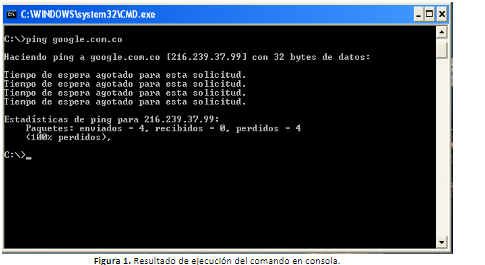 C:\WINDOWS\system32\CMD.exe
C:\>ping google.com.co
Haciendo ping a google.com.co [216.239.37.99] con 32 bytes de datos:
Tiempo de espera agotado para esta solicitud.
Tiempo de espera agotado para esta solicitud.
Tiempo de espera agotado para esta solicitud.
Tiempo de espera agotado para esta solicitud.
Estadísticas de ping para 216.239.37.99:
Paquetes: enviados = 4, recibidos = 0, perdidos = 4
(100% perdidos),
C:\>_
Figura 1. Resultado de ejecución del comando en consola.